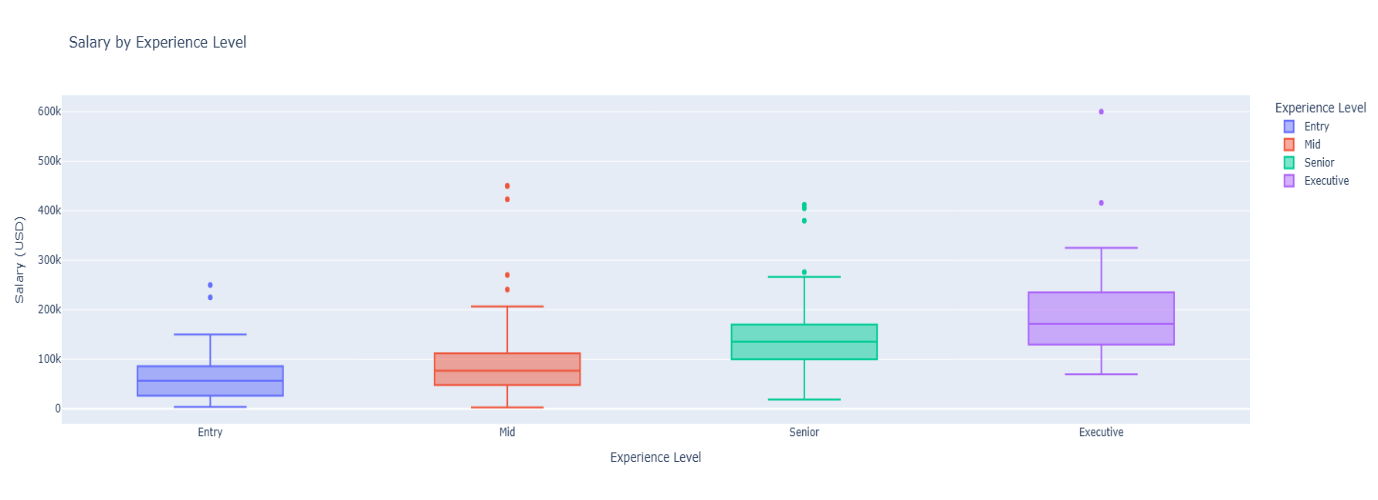 Salary by Experience Level
600k
500k
400k
300k
200k
100k
0
Salary (USD)
Entry
Mid
Senior
Executive
Experience Level
Experience Level
Entry
Mid
Senior
Executive